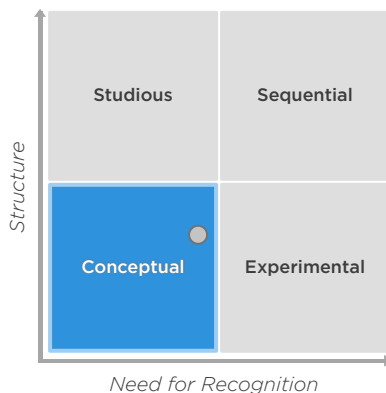 Studious
Sequential
Structure
Conceptual
Experimental
Need for Recognition